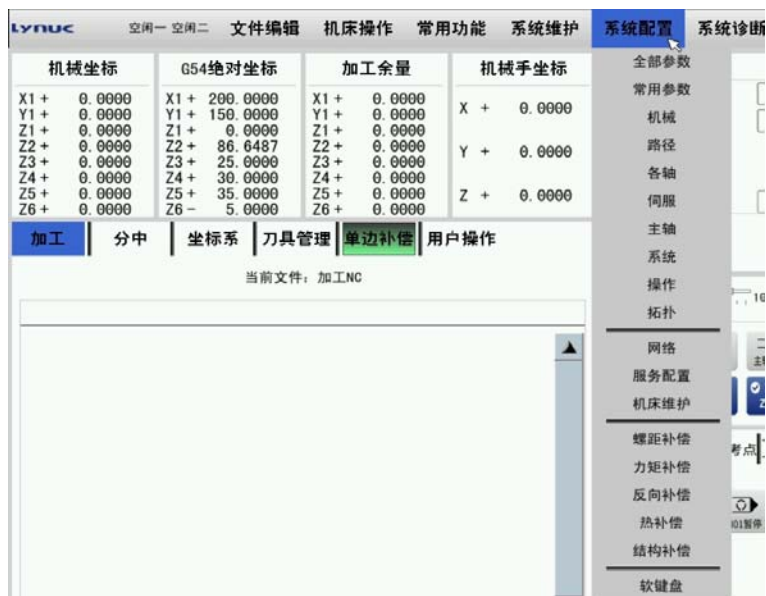 Lynuc 空闲一 空闲二 文件编辑 机床操作 常用功能 系统维护 系统配置 系统诊断
机械坐标 G54绝对坐标 加工余量 机械手坐标
X1 + 0.0000 X1 + 200.0000 X1 + 0.0000
Y1 + 0.0000 Y1 + 150.0000 Y1 + 0.0000
Z1 + 0.0000 Z1 + 0.0000 Z1 + 0.0000
Z2 + 0.0000 Z2 + 86.6487 Z2 + 0.0000
Z3 + 0.0000 Z3 + 25.0000 Z3 + 0.0000
Z4 + 0.0000 Z4 + 30.0000 Z4 + 0.0000
Z5 + 0.0000 Z5 + 35.0000 Z5 + 0.0000
Z6 + 0.0000 Z6 - 5.0000 Z6 + 0.0000
X + 0.0000
Y + 0.0000
Z + 0.0000
加工 分中 坐标系 刀具管理 单边补偿 用户操作
当前文件: 加工NC
全部参数
常用参数
机械
路径
各轴
伺服
主轴
系统
操作
拓扑
网络
服务配置
机床维护
螺距补偿
力矩补偿
反向补偿
热补偿
结构补偿
软键盘
考点
01暂停